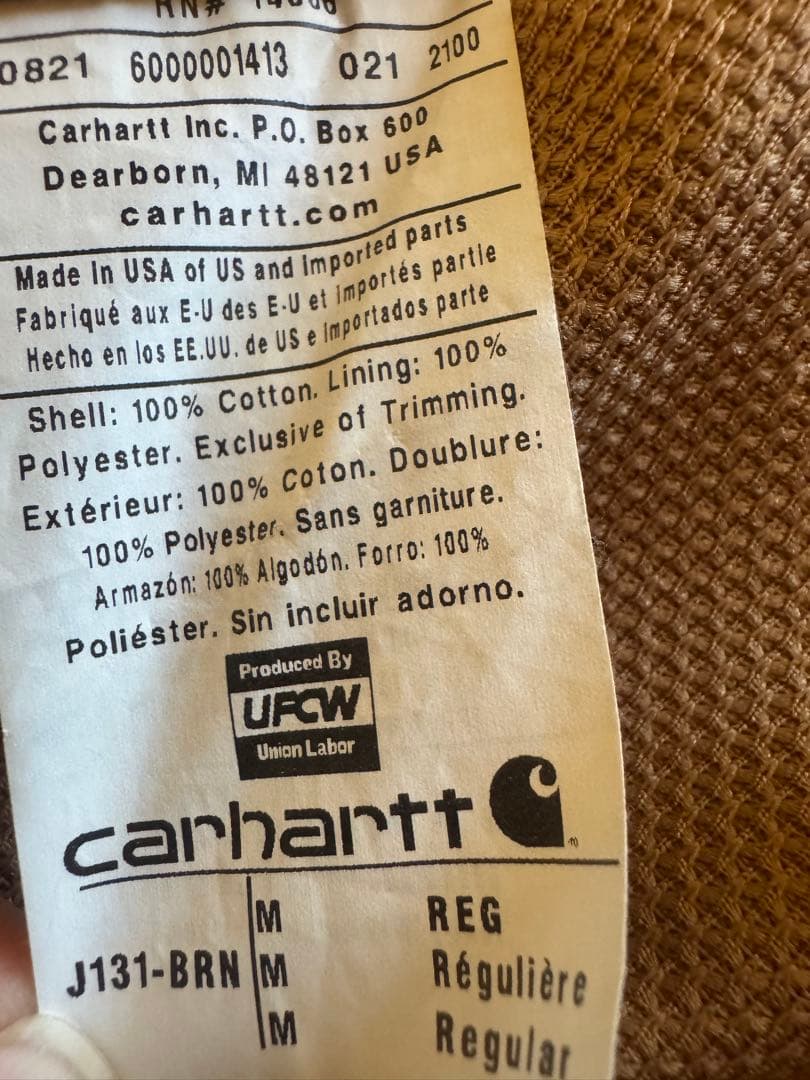 RN# 14806
0821 6000001413 021 2100
Carhartt Inc. P.O. Box 600
Dearborn, MI 48121 USA
carhartt.com
Made in USA of US and imported parts
Fabriqué aux E-U des E-U et importés partie
Hecho en los EE.UU. de US e importados parte
Shell: 100% Cotton. Lining: 100%
Polyester. Exclusive of Trimming.
Extérieur: 100% Coton. Doublure:
100% Polyester. Sans garniture.
Armazón: 100% Algodón. Forro: 100%
Poliéster. Sin incluir adorno.
Produced By
UFCW
Union Labor
carhartt
M REG
J131-BRN M Régulière
M Regular